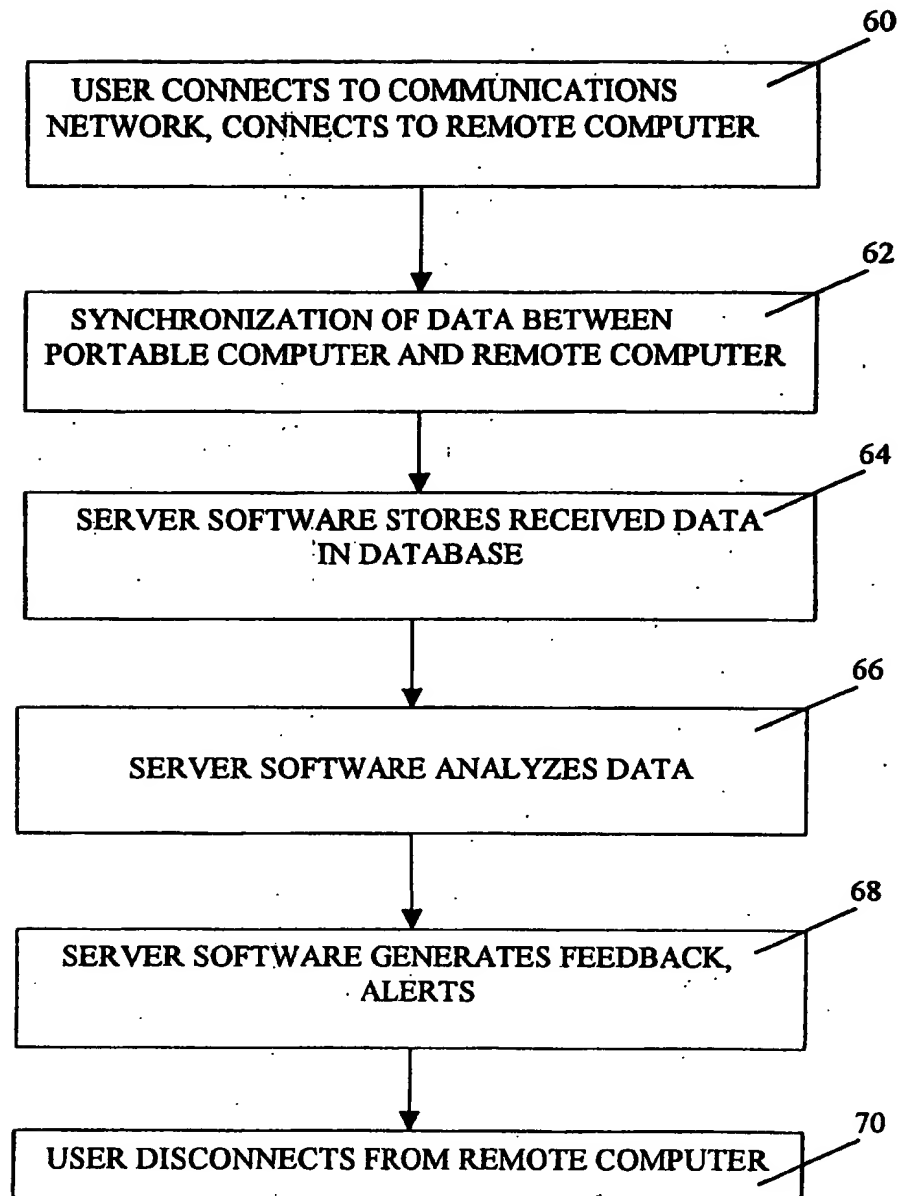 60
USER CONNECTS TO COMMUNICATIONS
NETWORK, CONNECTS TO REMOTE COMPUTER
62
SYNCHRONIZATION OF DATA BETWEEN
PORTABLE COMPUTER AND REMOTE COMPUTER
64
SERVER SOFTWARE STORES RECEIVED DATA
IN DATABASE
66
SERVER SOFTWARE ANALYZES DATA
68
SERVER SOFTWARE GENERATES FEEDBACK,
ALERTS
70
USER DISCONNECTS FROM REMOTE COMPUTER